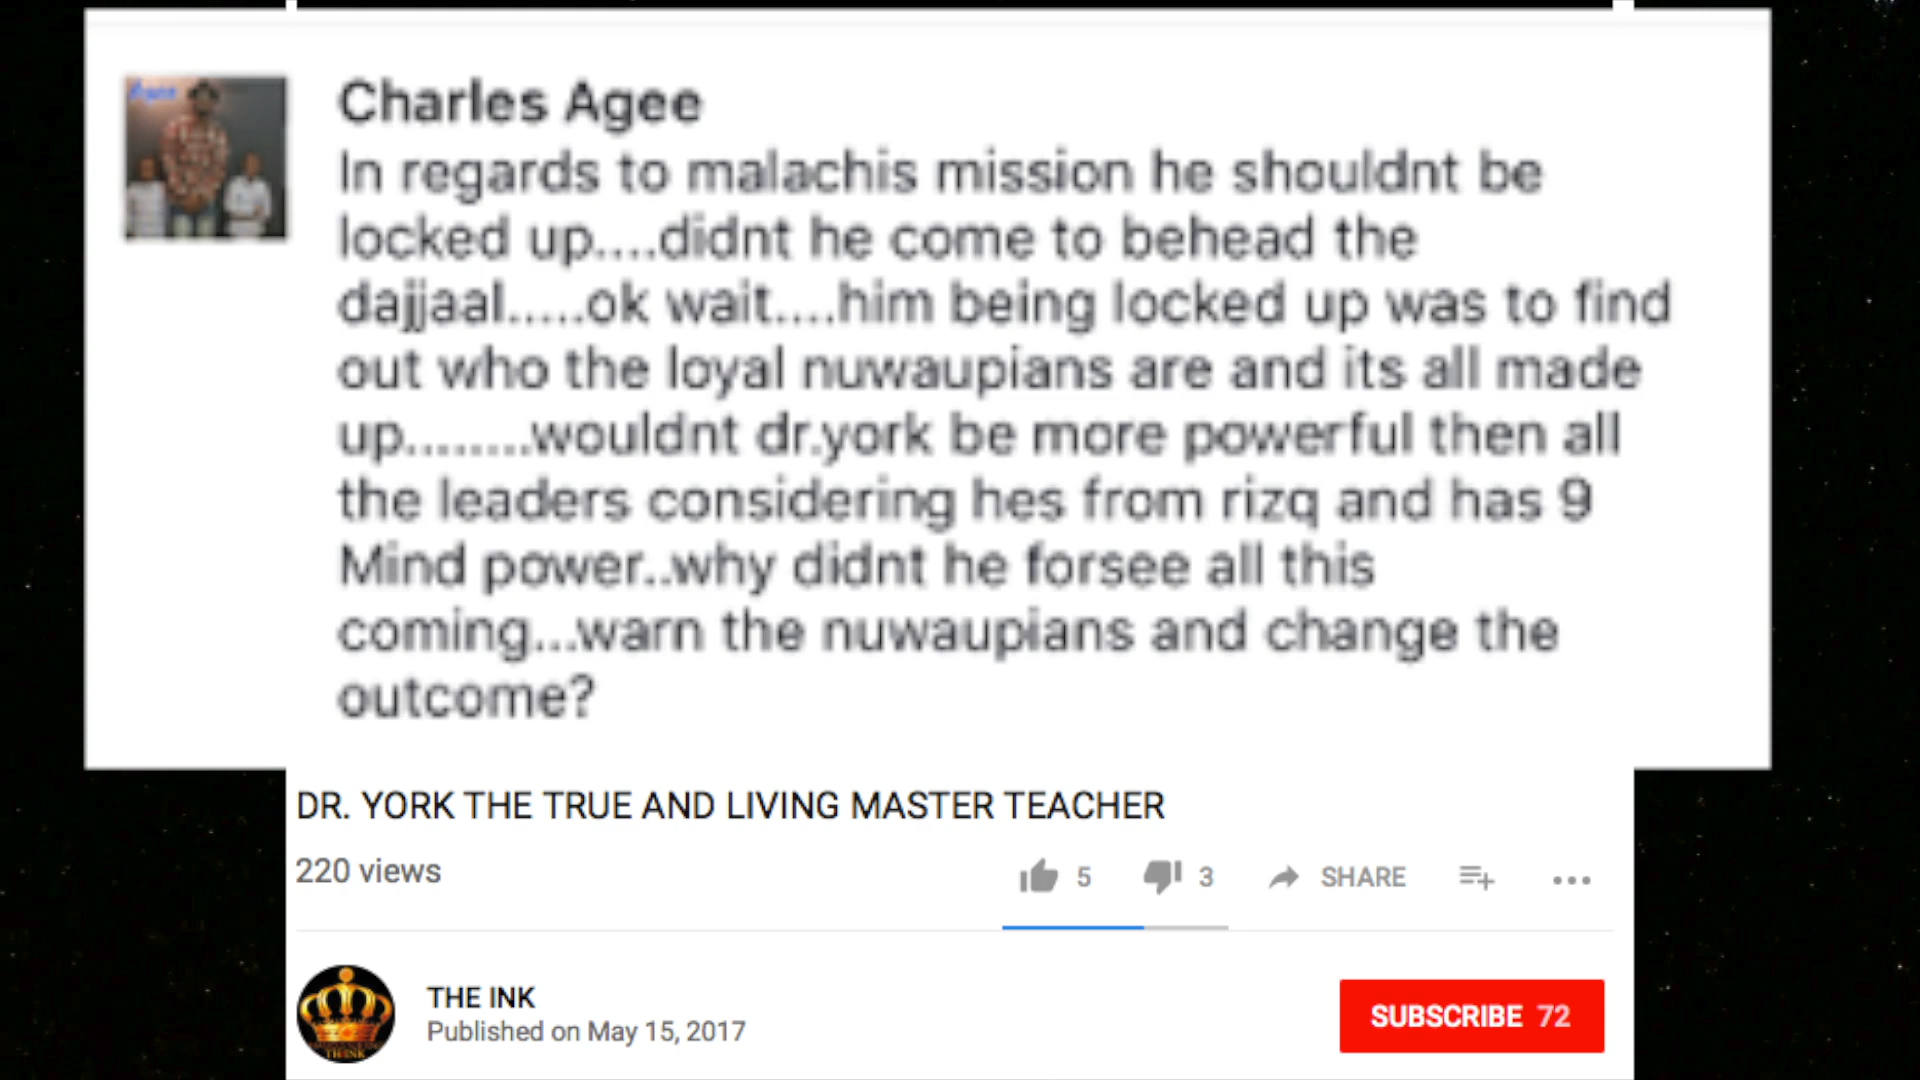 Charles Agee
In regards to malachis mission he shouldnt be
locked up....didnt he come to behead the
dajjaal.....ok wait....him being locked up was to find
out who the loyal nuwaupians are and its all made
up........wouldnt dr.york be more powerful then all
the leaders considering hes from rizq and has 9
Mind power..why didnt he forsee all this
coming...warn the nuwaupians and change the
outcome?
DR. YORK THE TRUE AND LIVING MASTER TEACHER
220 views
5 3 SHARE
THE INK
Published on May 15, 2017
SUBSCRIBE 72